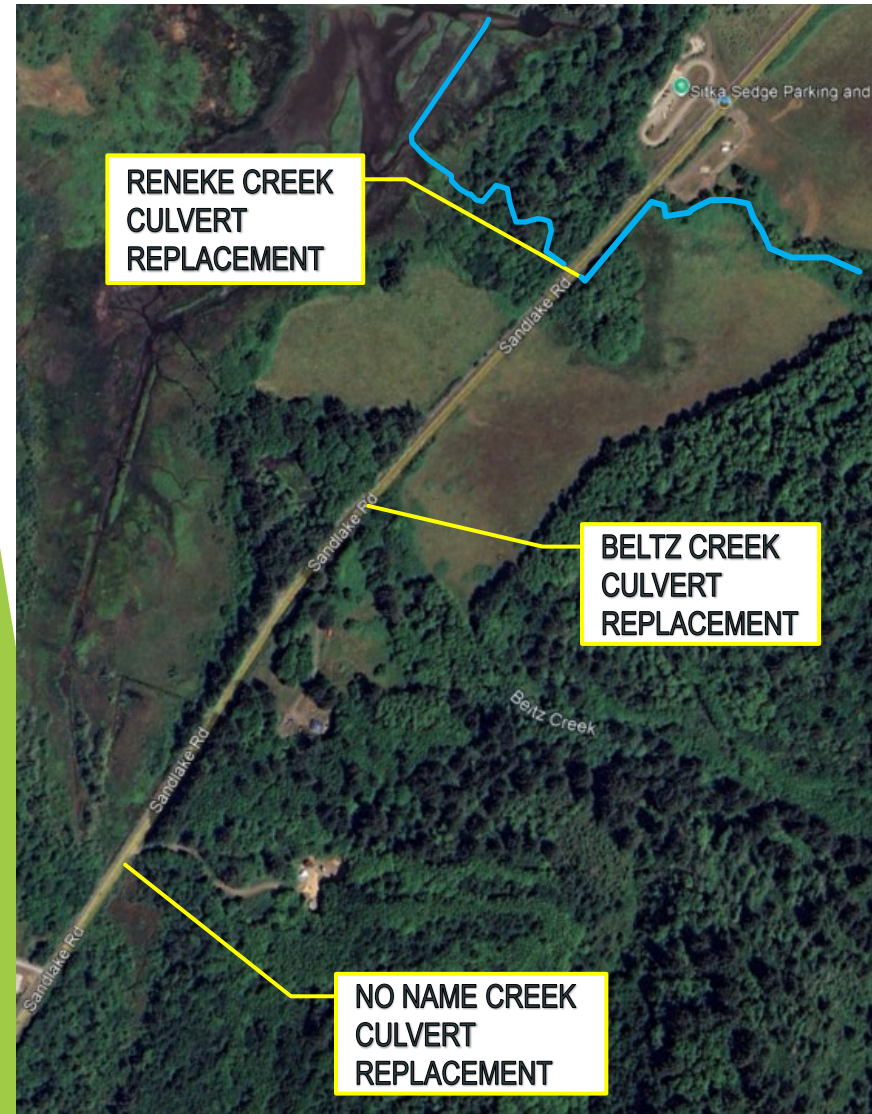 Sitka Sedge Parking and
RENEKE CREEK
CULVERT
REPLACEMENT
Sandlake Rd
Sandlake Rd
BELTZ CREEK
CULVERT
REPLACEMENT
Beltz Creek
Sandlake Rd
Sandlake Rd
NO NAME CREEK
CULVERT
REPLACEMENT